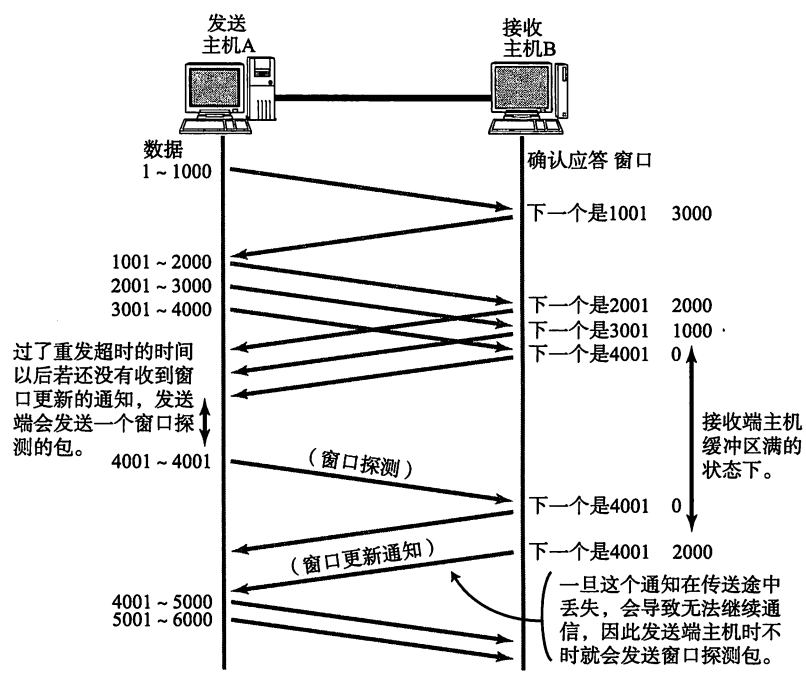 发送
主机A
接收
主机B
数据
确认应答 窗口
1 ~ 1000
下一个是1001 3000
1001 ~ 2000
2001 ~ 3000
3001 ~ 4000
下一个是2001 2000
下一个是3001 1000
下一个是4001 0
过了重发超时的时间
以后若还没有收到窗
口更新的通知，发送
端会发送一个窗口探
测的包。
接收端主机
缓冲区满的
状态下。
4001 ~ 4001
（窗口探测）
下一个是4001 0
（窗口更新通知）
下一个是4001 2000
4001 ~ 5000
5001 ~ 6000
一旦这个通知在传送途中
丢失，会导致无法继续通
信，因此发送端主机时不
时就会发送窗口探测包。